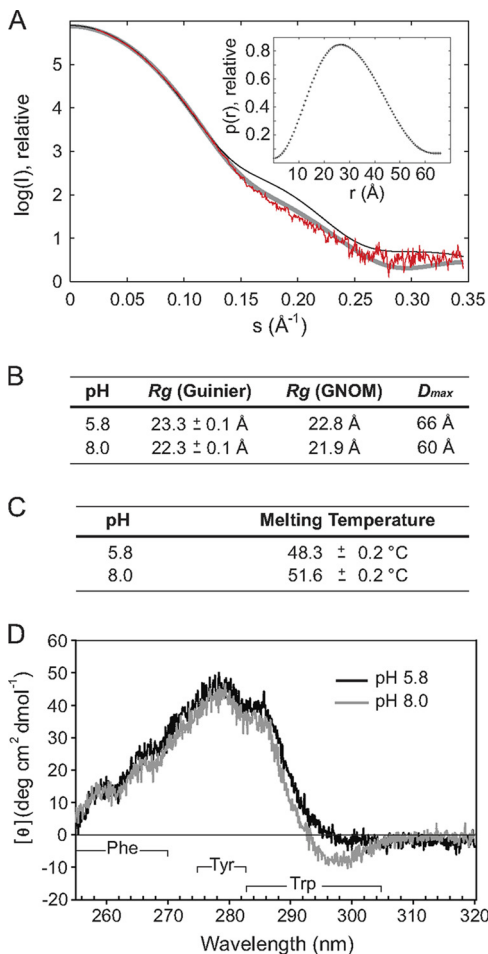 A
log(I), relative
5
4
3
2
1
0
0
0.05
0.10
0.15
0.20
0.25
0.30
0.35
s (Å-1)
p(r), relative
0.8
0.6
0.4
0.2
0 10 20 30 40 50 60
r (Å)
B
pH Rg (Guinier) Rg (GNOM) Dmax
5.8 23.3 ± 0.1 Å 22.8 Å 66 Å
8.0 22.3 ± 0.1 Å 21.9 Å 60 Å
C
pH Melting Temperature
5.8 48.3 ± 0.2 °C
8.0 51.6 ± 0.2 °C
D
[θ](deg cm2 dmol-1)
60
50
40
30
20
10
0
-10
-20
pH 5.8
pH 8.0
Phe
Tyr
Trp
260 270 280 290 300 310 320
Wavelength (nm)